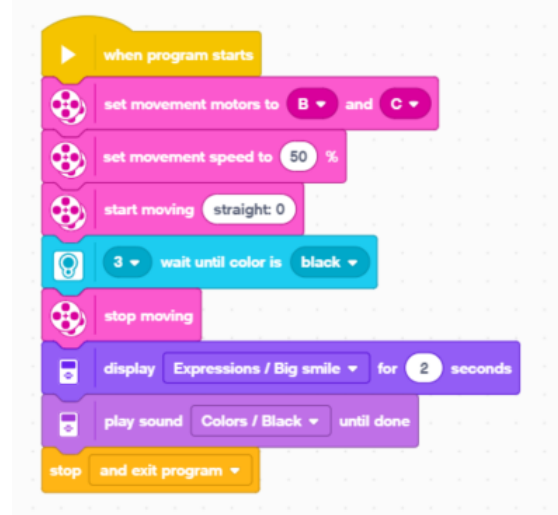 when program starts
set movement motors to B and C
set movement speed to 50 %
start moving straight: 0
3 wait until color is black
stop moving
display Expressions / Big smile for 2 seconds
play sound Colors / Black until done
stop and exit program